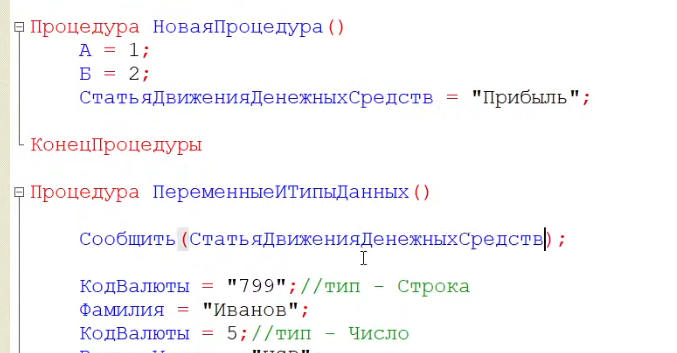 Процедура НоваяПроцедура()
А = 1;
Б = 2;
СтатьяДвиженияДенежныхСредств = "Прибыль";
КонецПроцедуры
Процедура ПеременныеИТипыДанных()
Сообщить(СтатьяДвиженияДенежныхСредств);
КодВалюты = "799";//тип - Строка
Фамилия = "Иванов";
КодВалюты = 5;//тип - Число